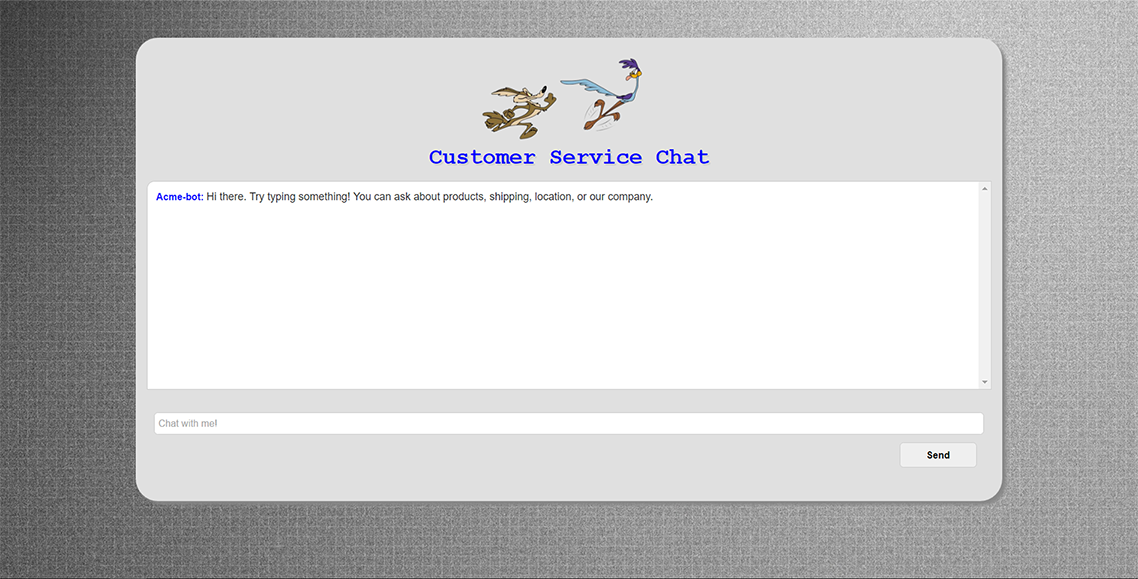 Customer Service Chat
Acme-bot: Hi there. Try typing something! You can ask about products, shipping, location, or our company.
Chat with me!
Send